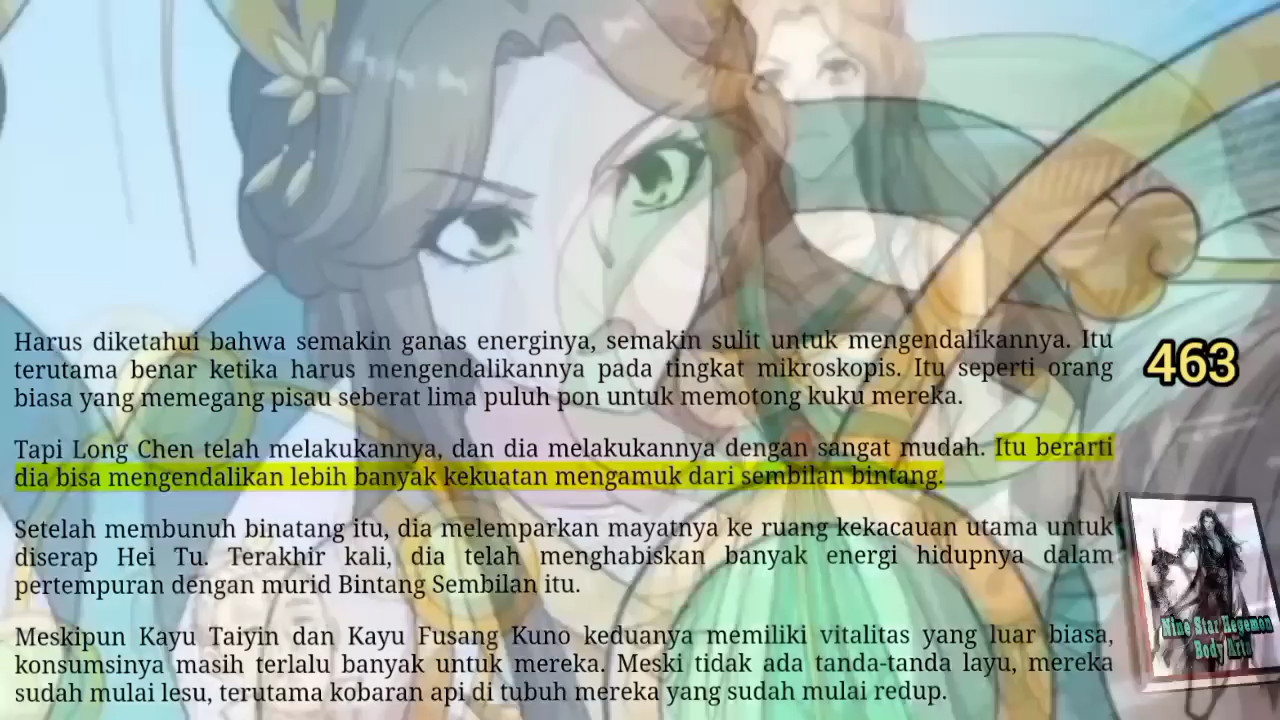 Harus diketahui bahwa semakin ganas energinya, semakin sulit untuk mengendalikannya. Itu
terutama benar ketika harus mengendalikannya pada tingkat mikroskopis. Itu seperti orang
biasa yang memegang pisau seberat lima puluh pon untuk memotong kuku mereka.
463
Tapi Long Chen telah melakukannya, dan dia melakukannya dengan sangat mudah. Itu berarti
dia bisa mengendalikan lebih banyak kekuatan mengamuk dari sembilan bintang.
Setelah membunuh binatang itu, dia melemparkan mayatnya ke ruang kekacauan utama untuk
diserap Hei Tu. Terakhir kali, dia telah menghabiskan banyak energi hidupnya dalam
pertempuran dengan murid Bintang Sembilan itu.
Meskipun Kayu Taiyin dan Kayu Fusang Kuno keduanya memiliki vitalitas yang luar biasa,
konsumsinya masih terlalu banyak untuk mereka. Meski tidak ada tanda-tanda layu, mereka
sudah mulai lesu, terutama kobaran api di tubuh mereka yang sudah mulai redup.
Nine Star Hegemon
Body Arts